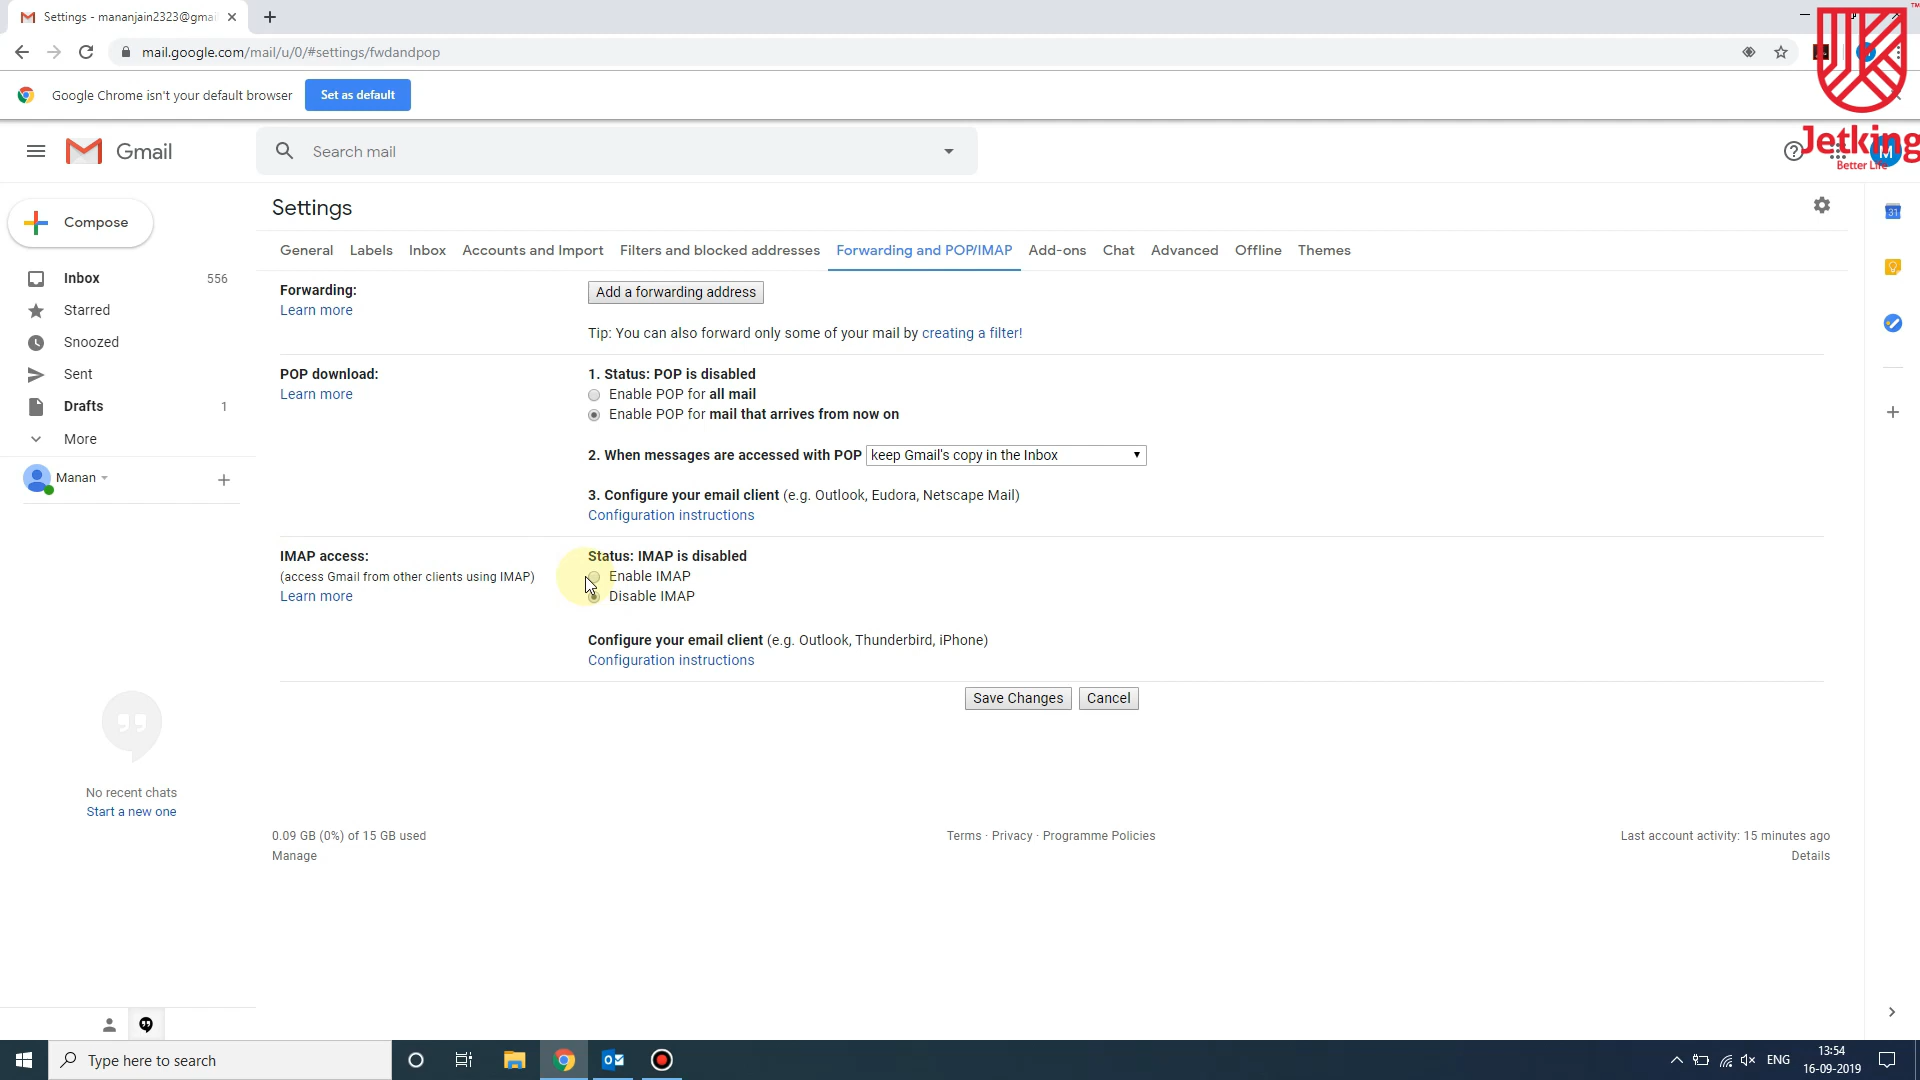 Settings - mananjain2323@gmai
mail.google.com/mail/u/0/#settings/fwdandpop
Google Chrome isn't your default browser
Set as default
TM
Jetking
Better Life
Gmail
Search mail
M
Compose
Settings
General Labels Inbox Accounts and Import Filters and blocked addresses Forwarding and POP/IMAP Add-ons Chat Advanced Offline Themes
31
Inbox 556
Starred
Snoozed
Sent
Drafts 1
More
Manan
Forwarding:
Learn more
Add a forwarding address
Tip: You can also forward only some of your mail by creating a filter!
POP download:
Learn more
1. Status: POP is disabled
Enable POP for all mail
Enable POP for mail that arrives from now on
2. When messages are accessed with POP keep Gmail's copy in the Inbox
3. Configure your email client (e.g. Outlook, Eudora, Netscape Mail)
Configuration instructions
IMAP access:
(access Gmail from other clients using IMAP)
Learn more
Status: IMAP is disabled
Enable IMAP
Disable IMAP
Configure your email client (e.g. Outlook, Thunderbird, iPhone)
Configuration instructions
Save Changes Cancel
No recent chats
Start a new one
0.09 GB (0%) of 15 GB used
Manage
Terms · Privacy · Programme Policies
Last account activity: 15 minutes ago
Details
Type here to search
ENG
13:54
16-09-2019